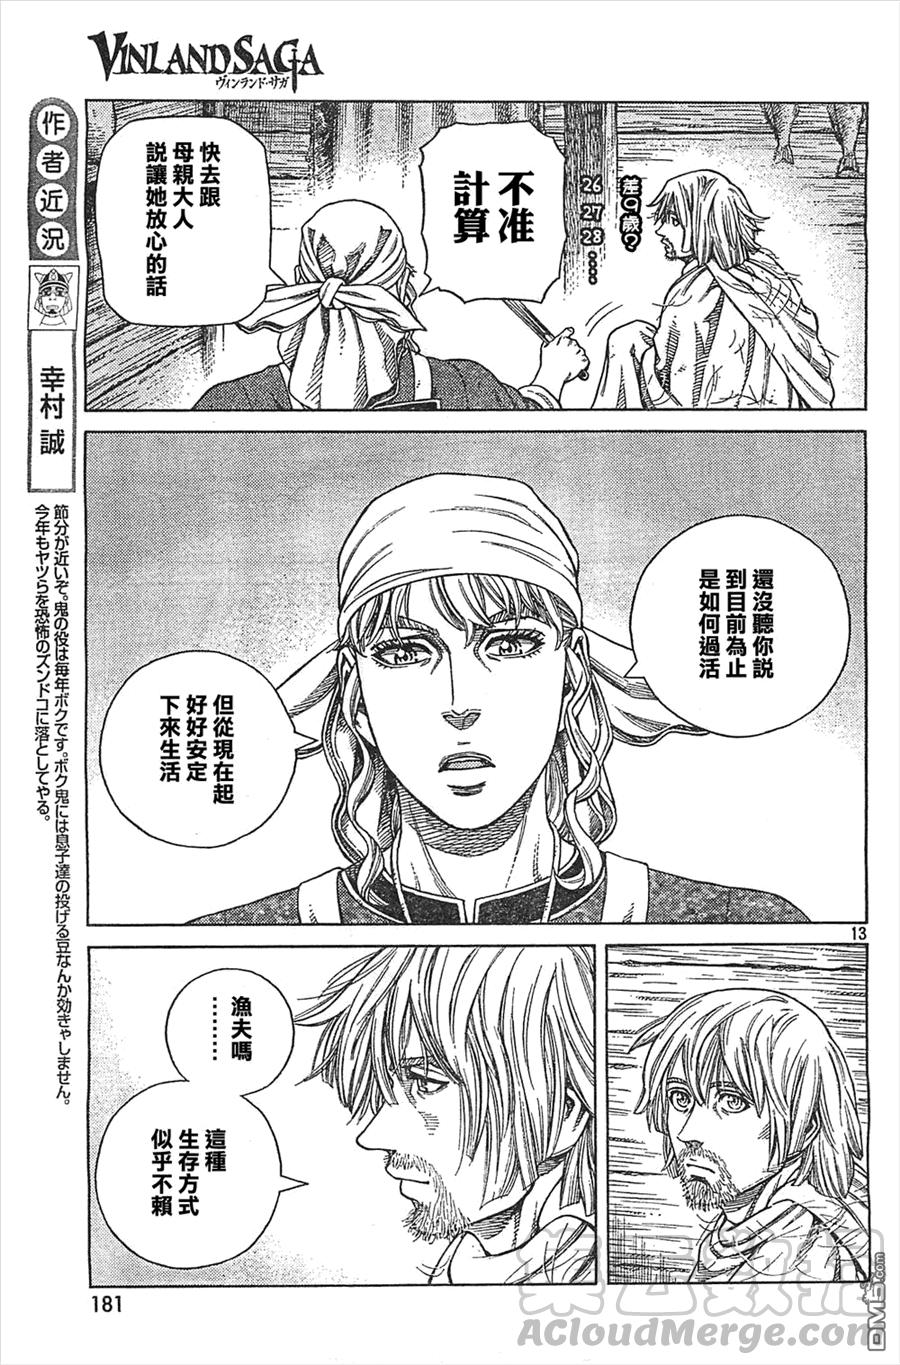 VINLAND SAGA
ヴィンランド・サガ
作者近況
幸村 誠
節分が近いぞ。鬼の役は毎年ボクです。ボク鬼には息子達の投げる豆なんか効きゃしません。
今年もヤツらを恐怖のズンドコに落としてやる。
差9歲?
26 27 28 ……
不准
計算
快去跟
母親大人
說讓她放心的話
還沒聽你說
到目前為止
是如何過活
但從現在起
好好安定
下來生活
13
漁夫嗎
………
這種
生存方式
似乎不賴
181
ACloudMerge.com
DM5.com